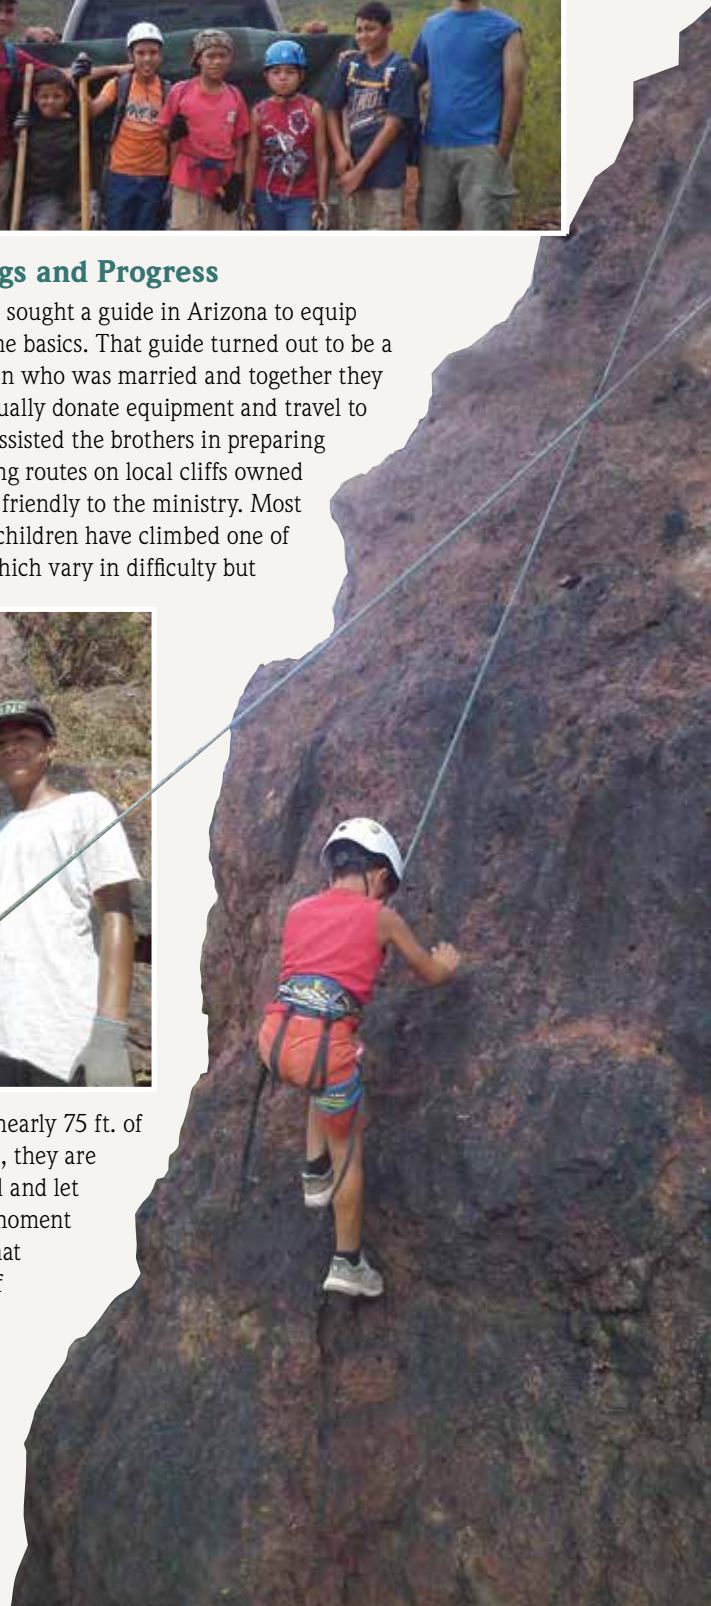 gs and Progress
sought a guide in Arizona to equip
he basics. That guide turned out to be a
n who was married and together they
ually donate equipment and travel to
ssisted the brothers in preparing
ng routes on local cliffs owned
friendly to the ministry. Most
children have climbed one of
hich vary in difficulty but
nearly 75 ft. of
, they are
l and let
moment
hat
f